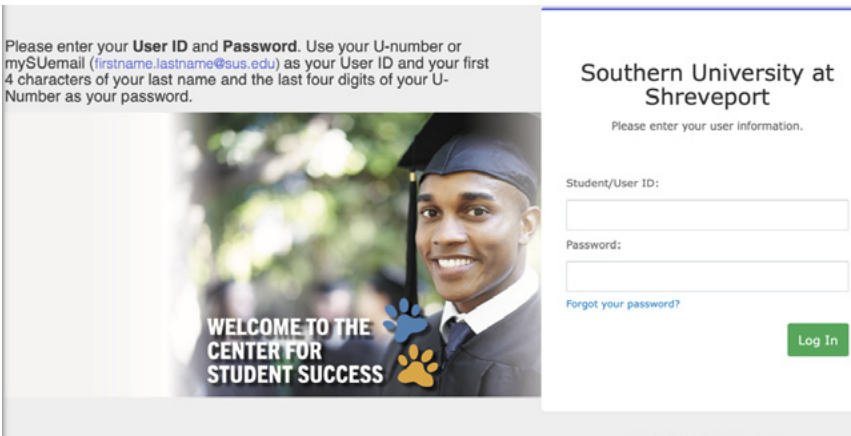 Please enter your User ID and Password. Use your U-number or
mySUemail (firstname.lastname@sus.edu) as your User ID and your first
4 characters of your last name and the last four digits of your U-
Number as your password.
WELCOME TO THE
CENTER FOR
STUDENT SUCCESS
Southern University at
Shreveport
Please enter your user information.
Student/User ID:
Password:
Forgot your password?
Log In